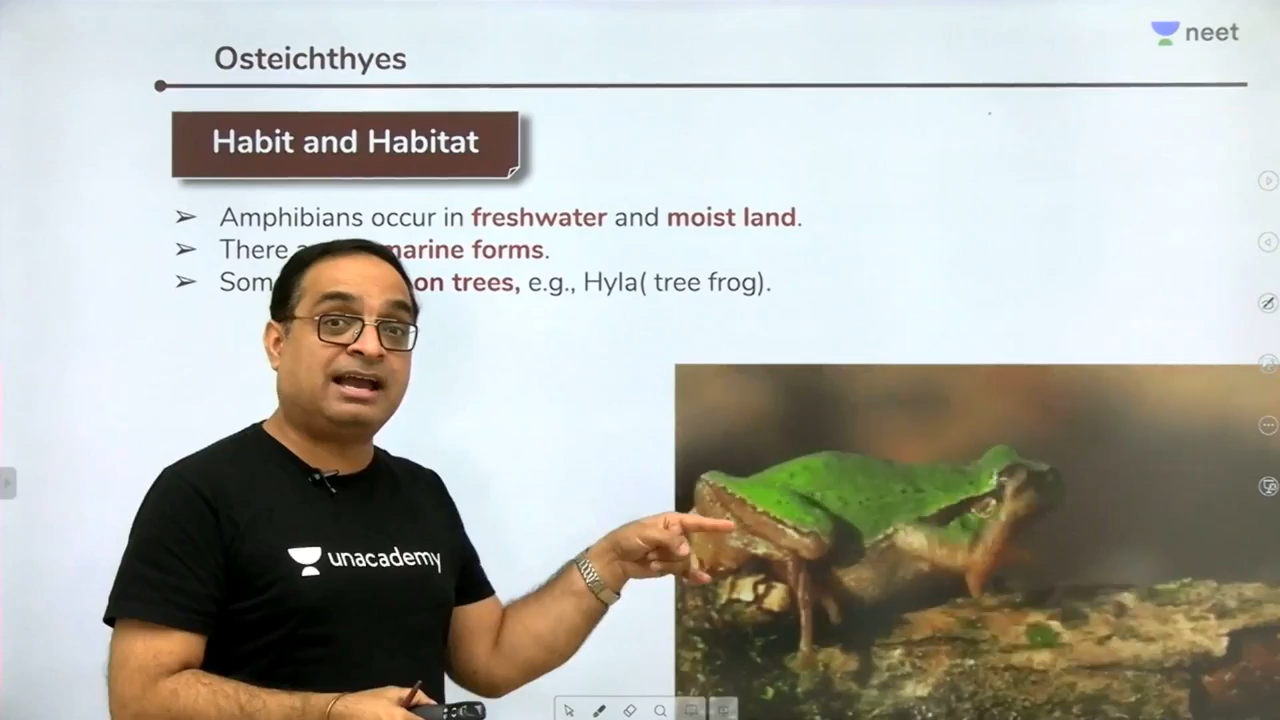 Osteichthyes
neet
Habit and Habitat
➢ Amphibians occur in freshwater and moist land.
➢ There marine forms.
➢ on trees, e.g., Hyla( tree frog).
unacademy